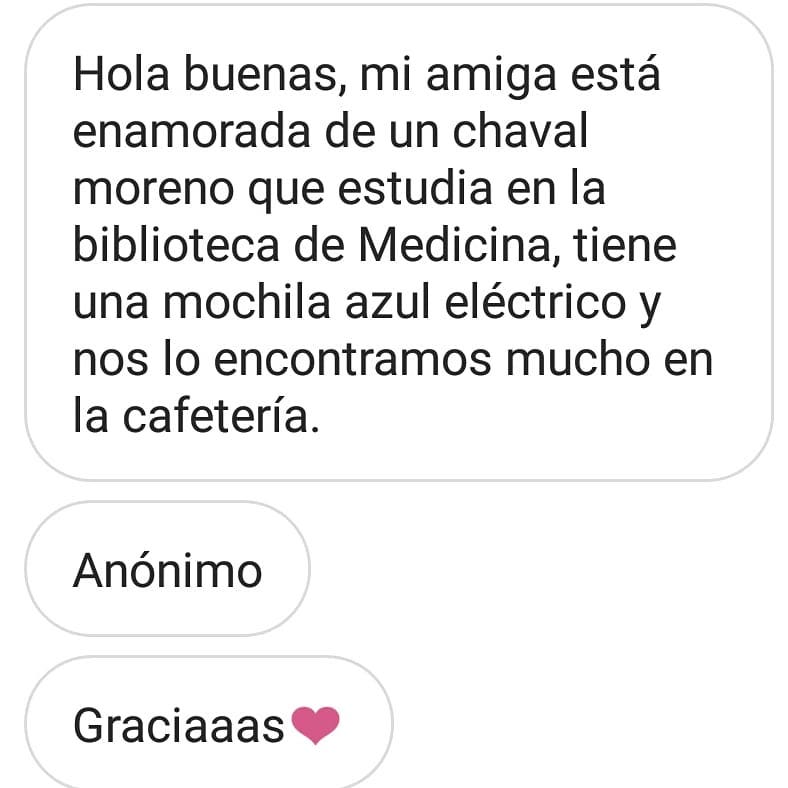 Hola buenas, mi amiga está
enamorada de un chaval
moreno que estudia en la
biblioteca de Medicina, tiene
una mochila azul eléctrico y
nos lo encontramos mucho en
la cafetería.
Anónimo
Graciaaas❤️